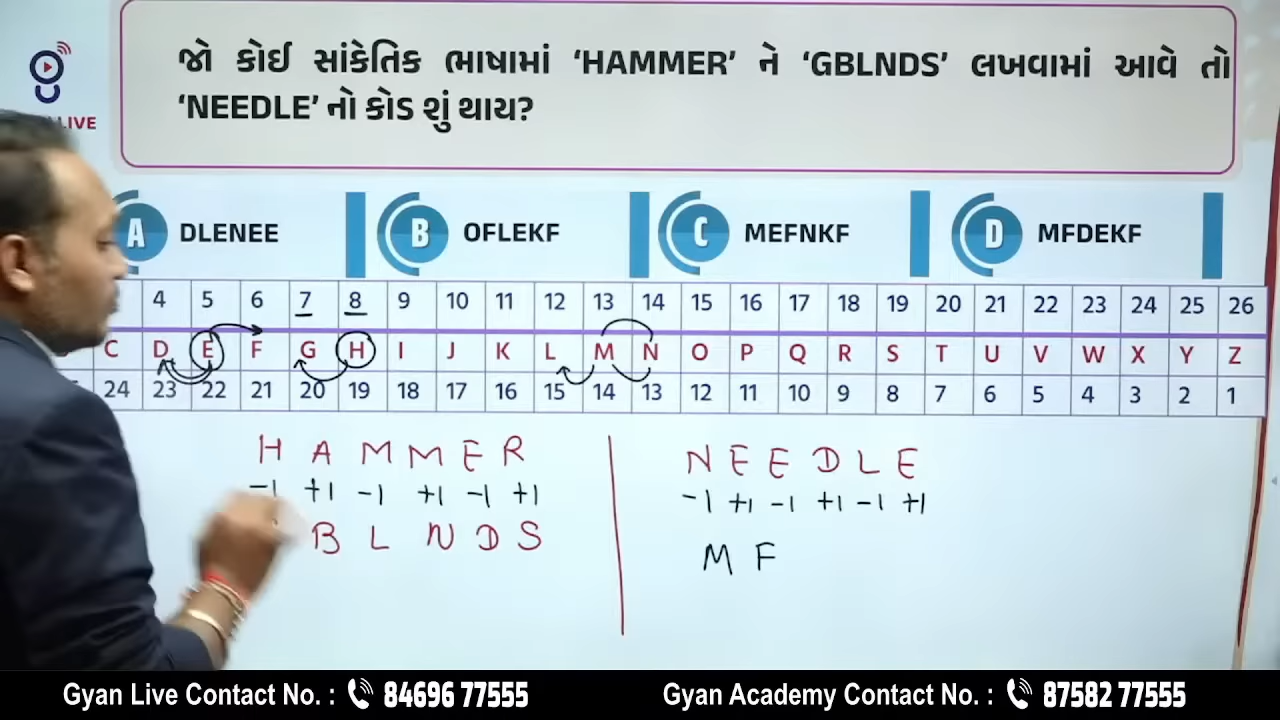 જો કોઈ સાંકેતિક ભાષામાં ‘HAMMER’ ને ‘GBLNDS’ લખવામાં આવે તો
‘NEEDLE’ નો કોડ શું થાય?
LIVE
A DLENEE B OFLEKF C MEFNKF D MFDEKF
4 5 6 7 8 9 10 11 12 13 14 15 16 17 18 19 20 21 22 23 24 25 26
C D E F G H I J K L M N O P Q R S T U V W X Y Z
24 23 22 21 20 19 18 17 16 15 14 13 12 11 10 9 8 7 6 5 4 3 2 1
H A M M E R
-1 +1 -1 +1 -1 +1
B L N D S
N E E D L E
-1 +1 -1 +1 -1 +1
M F
Gyan Live Contact No. : 84696 77555 Gyan Academy Contact No. : 87582 77555